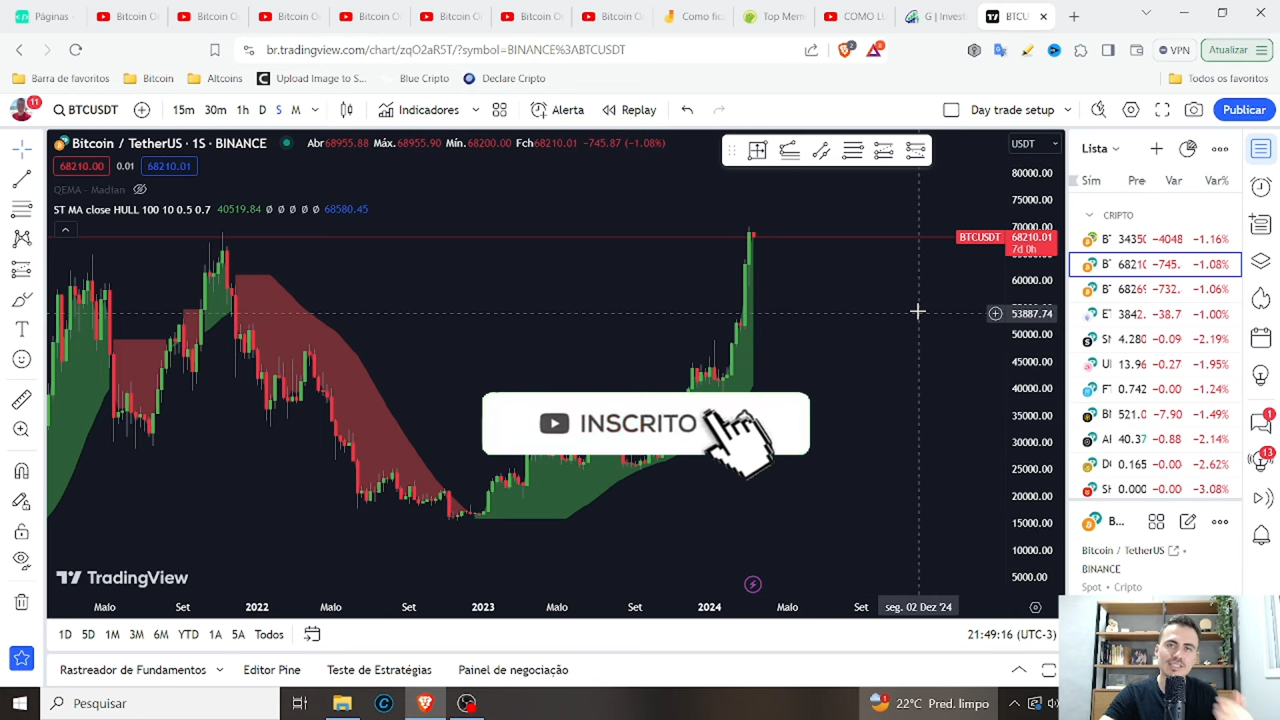 Páginas
Bitcoin
Bitcoin O
Bitcoin O
Bitcoin O
Bitcoin O
Bitcoin O
Bitcoin O
Como fic
Top Mem
COMO L
G | Invest
BTCU
br.tradingview.com/chart/zqO2aR5T/?symbol=BINANCE%3ABTCUSDT
2
VPN
Atualizar
Barra de favoritos
Bitcoin
Altcoins
Upload Image to S...
Blue Cripto
Declare Crypto
Todos os favoritos
11
BTCUSDT
15m 30m 1h D S M
Indicadores
Alerta
Replay
Day trade setup
Publicar
Bitcoin / TetherUS · 1S · BINANCE
Abr68955.88 Máx.68955.90 Mín.68200.00 Fch68210.01 −745.87 (−1.08%)
68210.00 0.01 68210.01
QEMA - Madian
ST MA close HULL 100 10 0.5 0.7 40519.84 Ø Ø Ø Ø Ø 68580.45
USDT
80000.00
75000.00
70000.00
BTCUSDT 68210.01
7d 0h
60000.00
53887.74
50000.00
45000.00
40000.00
35000.00
30000.00
25000.00
20000.00
15000.00
10000.00
5000.00
INSCRITO
TradingView
Maio Set 2022 Maio Set 2023 Maio Set 2024 Maio Set seg. 02 Dez '24
1D 5D 1M 3M 6M YTD 1A 5A Todos
21:49:16 (UTC-3)
Rastreador de Fundamentos
Editor Pine
Teste de Estratégias
Painel de negociação
Lista
Sím Pre Var Var%
CRIPTO
34350 −4048 −1.16%
6821 −745. −1.08%
6826 −732. −1.06%
3842. −38.7 −1.00%
4.280 −0.09 −2.19%
13.96 −0.27 −1.95%
0.742 −0.00 −1.24%
521.0 −7.90 −1.49%
40.37 −0.88 −2.14%
0.165 −0.00 −2.62%
0.000 −0.00 −3.08%
B...
Bitcoin / TetherUS
BINANCE
Spot • Cripto
1
13
Pesquisar
22°C Pred. limpo